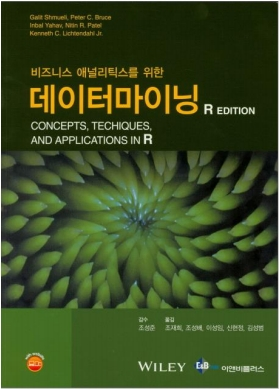 Galit Shmueli, Peter C. Bruce
Inbal Yahav, Nitin R. Patel
Kenneth C. Lichtendahl Jr.
비즈니스 애널리틱스를 위한
데이터마이닝 R EDITION
CONCEPTS, TECHIQUES,
AND APPLICATIONS IN R
감수 옮김
조성준 조재희, 조성배, 이성임, 신현정, 김성범
WILEY 이앤비플러스